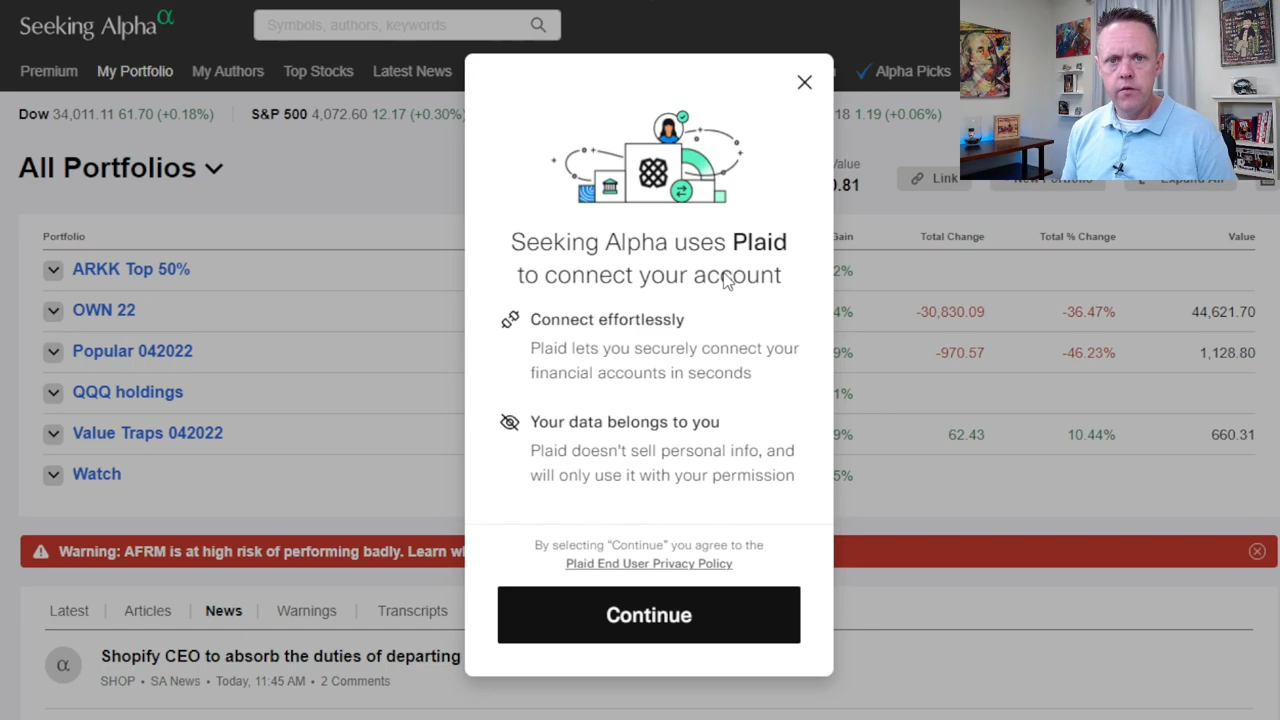 Seeking Alpha α
Symbols, authors, keywords
Premium
My Portfolio
My Authors
Top Stocks
Latest News
Alpha Picks
Dow 34,011.11 61.70 (+0.18%)
S&P 500 4,072.60 12.17 (+0.30%)
18 1.19 (+0.06%)
All Portfolios
.81
Link
Portfolio
Total Change
Total % Change
Value
ARKK Top 50%
2%
OWN 22
4%
-30,830.09
-36.47%
44,621.70
Popular 042022
9%
-970.57
-46.23%
1,128.80
QQQ holdings
1%
Value Traps 042022
9%
62.43
10.44%
660.31
Watch
5%
Warning: AFRM is at high risk of performing badly. Learn
Latest
Articles
News
Warnings
Transcripts
α
Shopify CEO to absorb the duties of departing
SHOP • SA News • Today, 11:45 AM • 2 Comments
Seeking Alpha uses Plaid
to connect your account
Connect effortlessly
Plaid lets you securely connect your
financial accounts in seconds
Your data belongs to you
Plaid doesn't sell personal info, and
will only use it with your permission
By selecting “Continue” you agree to the
Plaid End User Privacy Policy
Continue